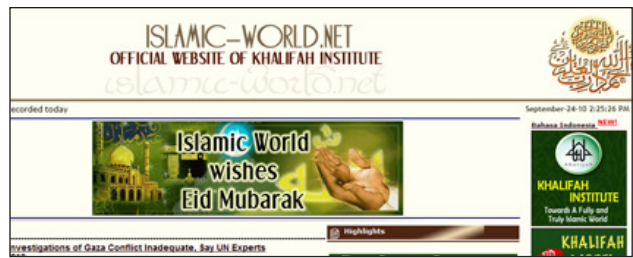 ISLAMIC-WORLD.NET
OFFICIAL WEBSITE OF KHALIFAH INSTITUTE
islamic-world.net
ecorded today
September-24-10 2:25:26 PM
Bahasa Indonesia NEW!
Islamic World
wishes
Eid Mubarak
khalifah
KHALIFAH
INSTITUTE
Towards A Fully and
Truly Islamic World
Highlights
nvestigations of Gaza Conflict Inadequate, Say UN Experts
KHALIFAH